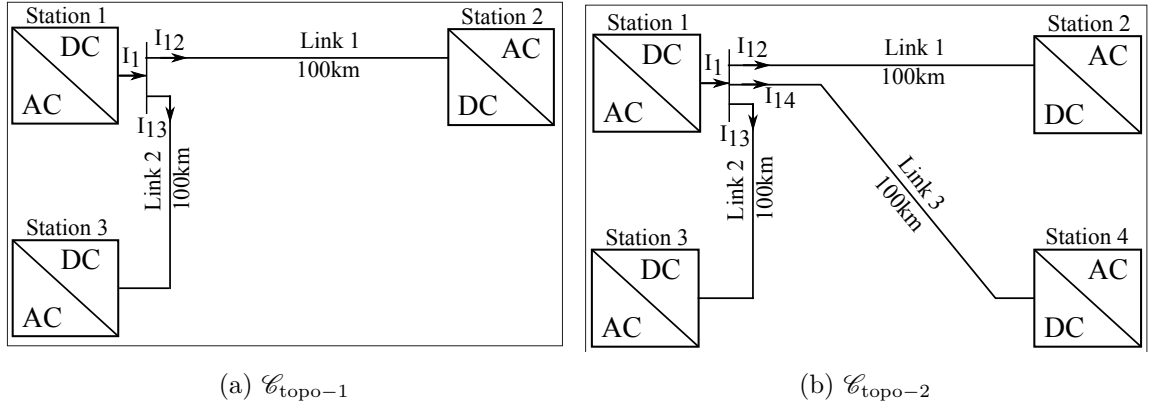 Station 1
DC
AC
I1
I12
Link 1
100km
Station 2
AC
DC
I13
Link 2
100km
Station 3
DC
AC
(a) 𝒞topo−1
Station 1
DC
AC
I1
I12
Link 1
100km
Station 2
AC
DC
I14
I13
Link 2
100km
Link 3
100km
Station 3
DC
AC
Station 4
AC
DC
(b) 𝒞topo−2